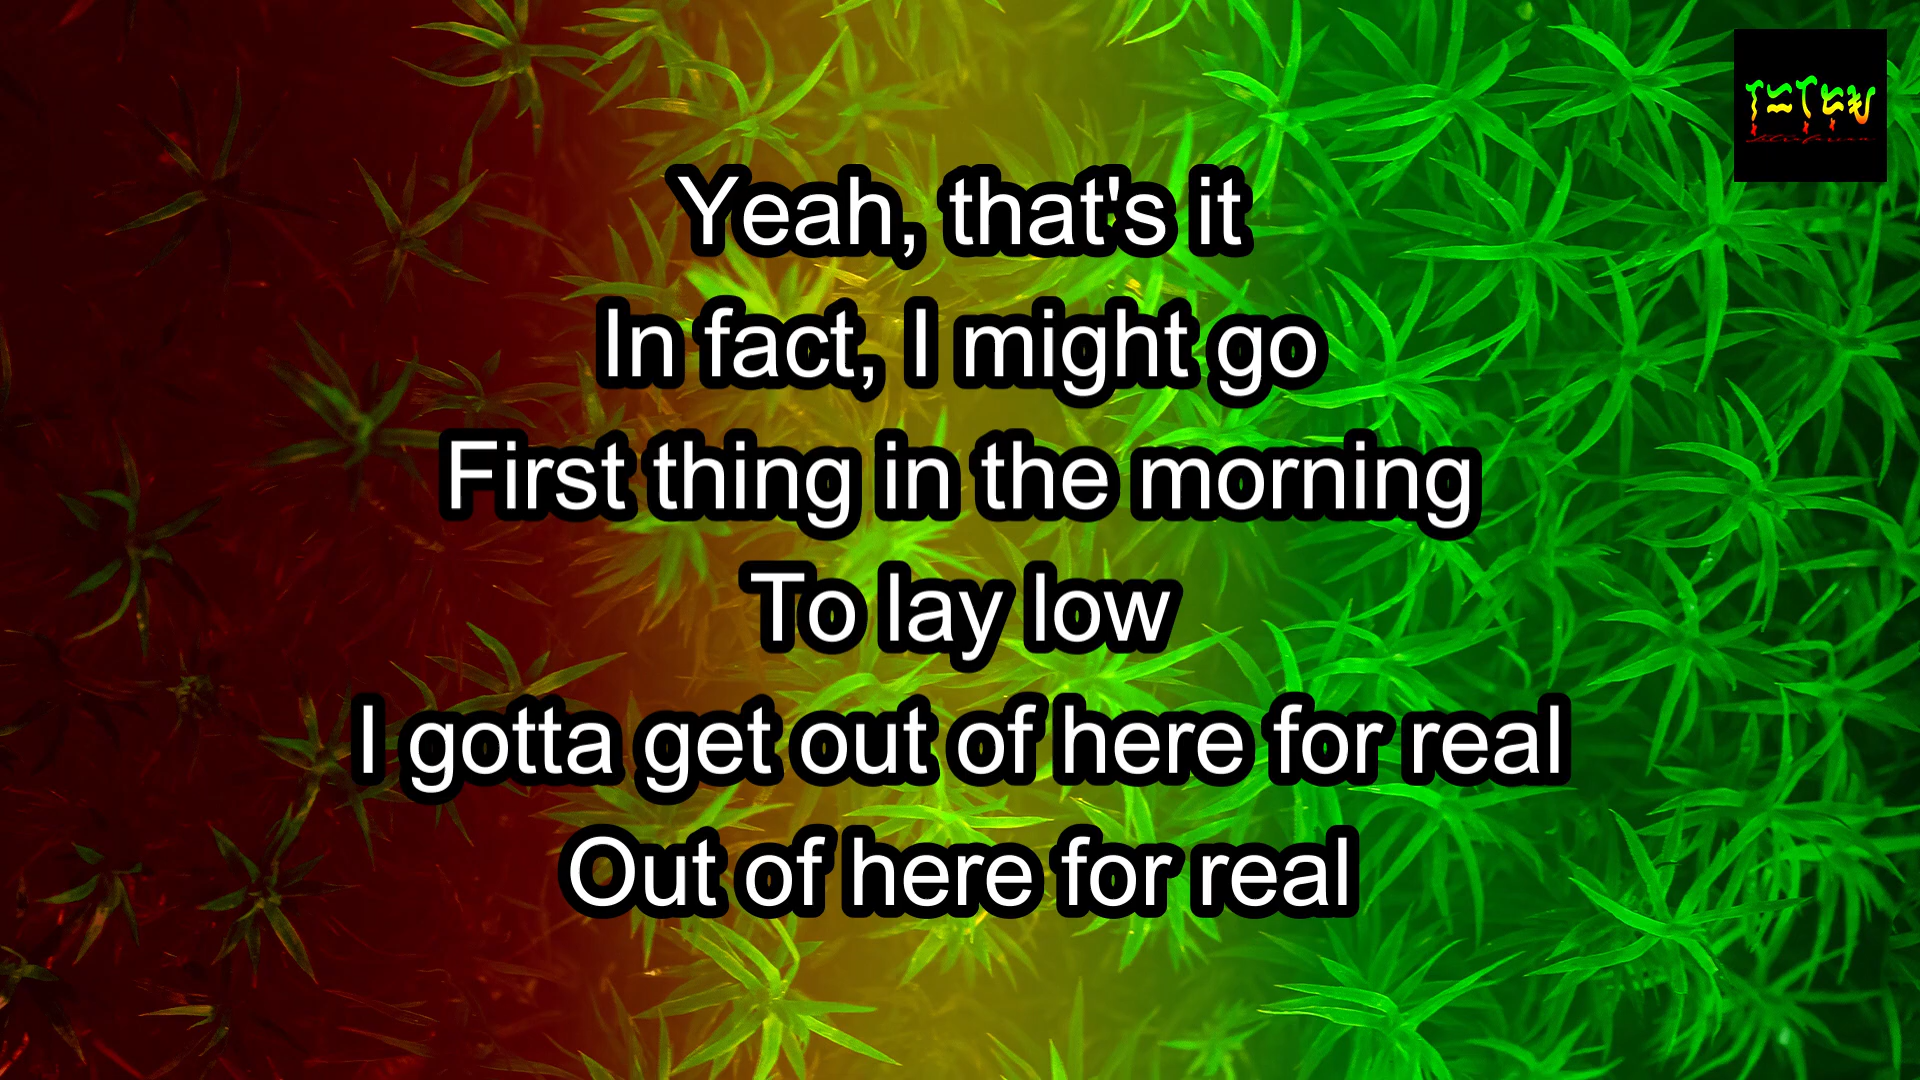 Yeah, that's it
In fact, I might go
First thing in the morning
To lay low
I gotta get out of here for real
Out of here for real